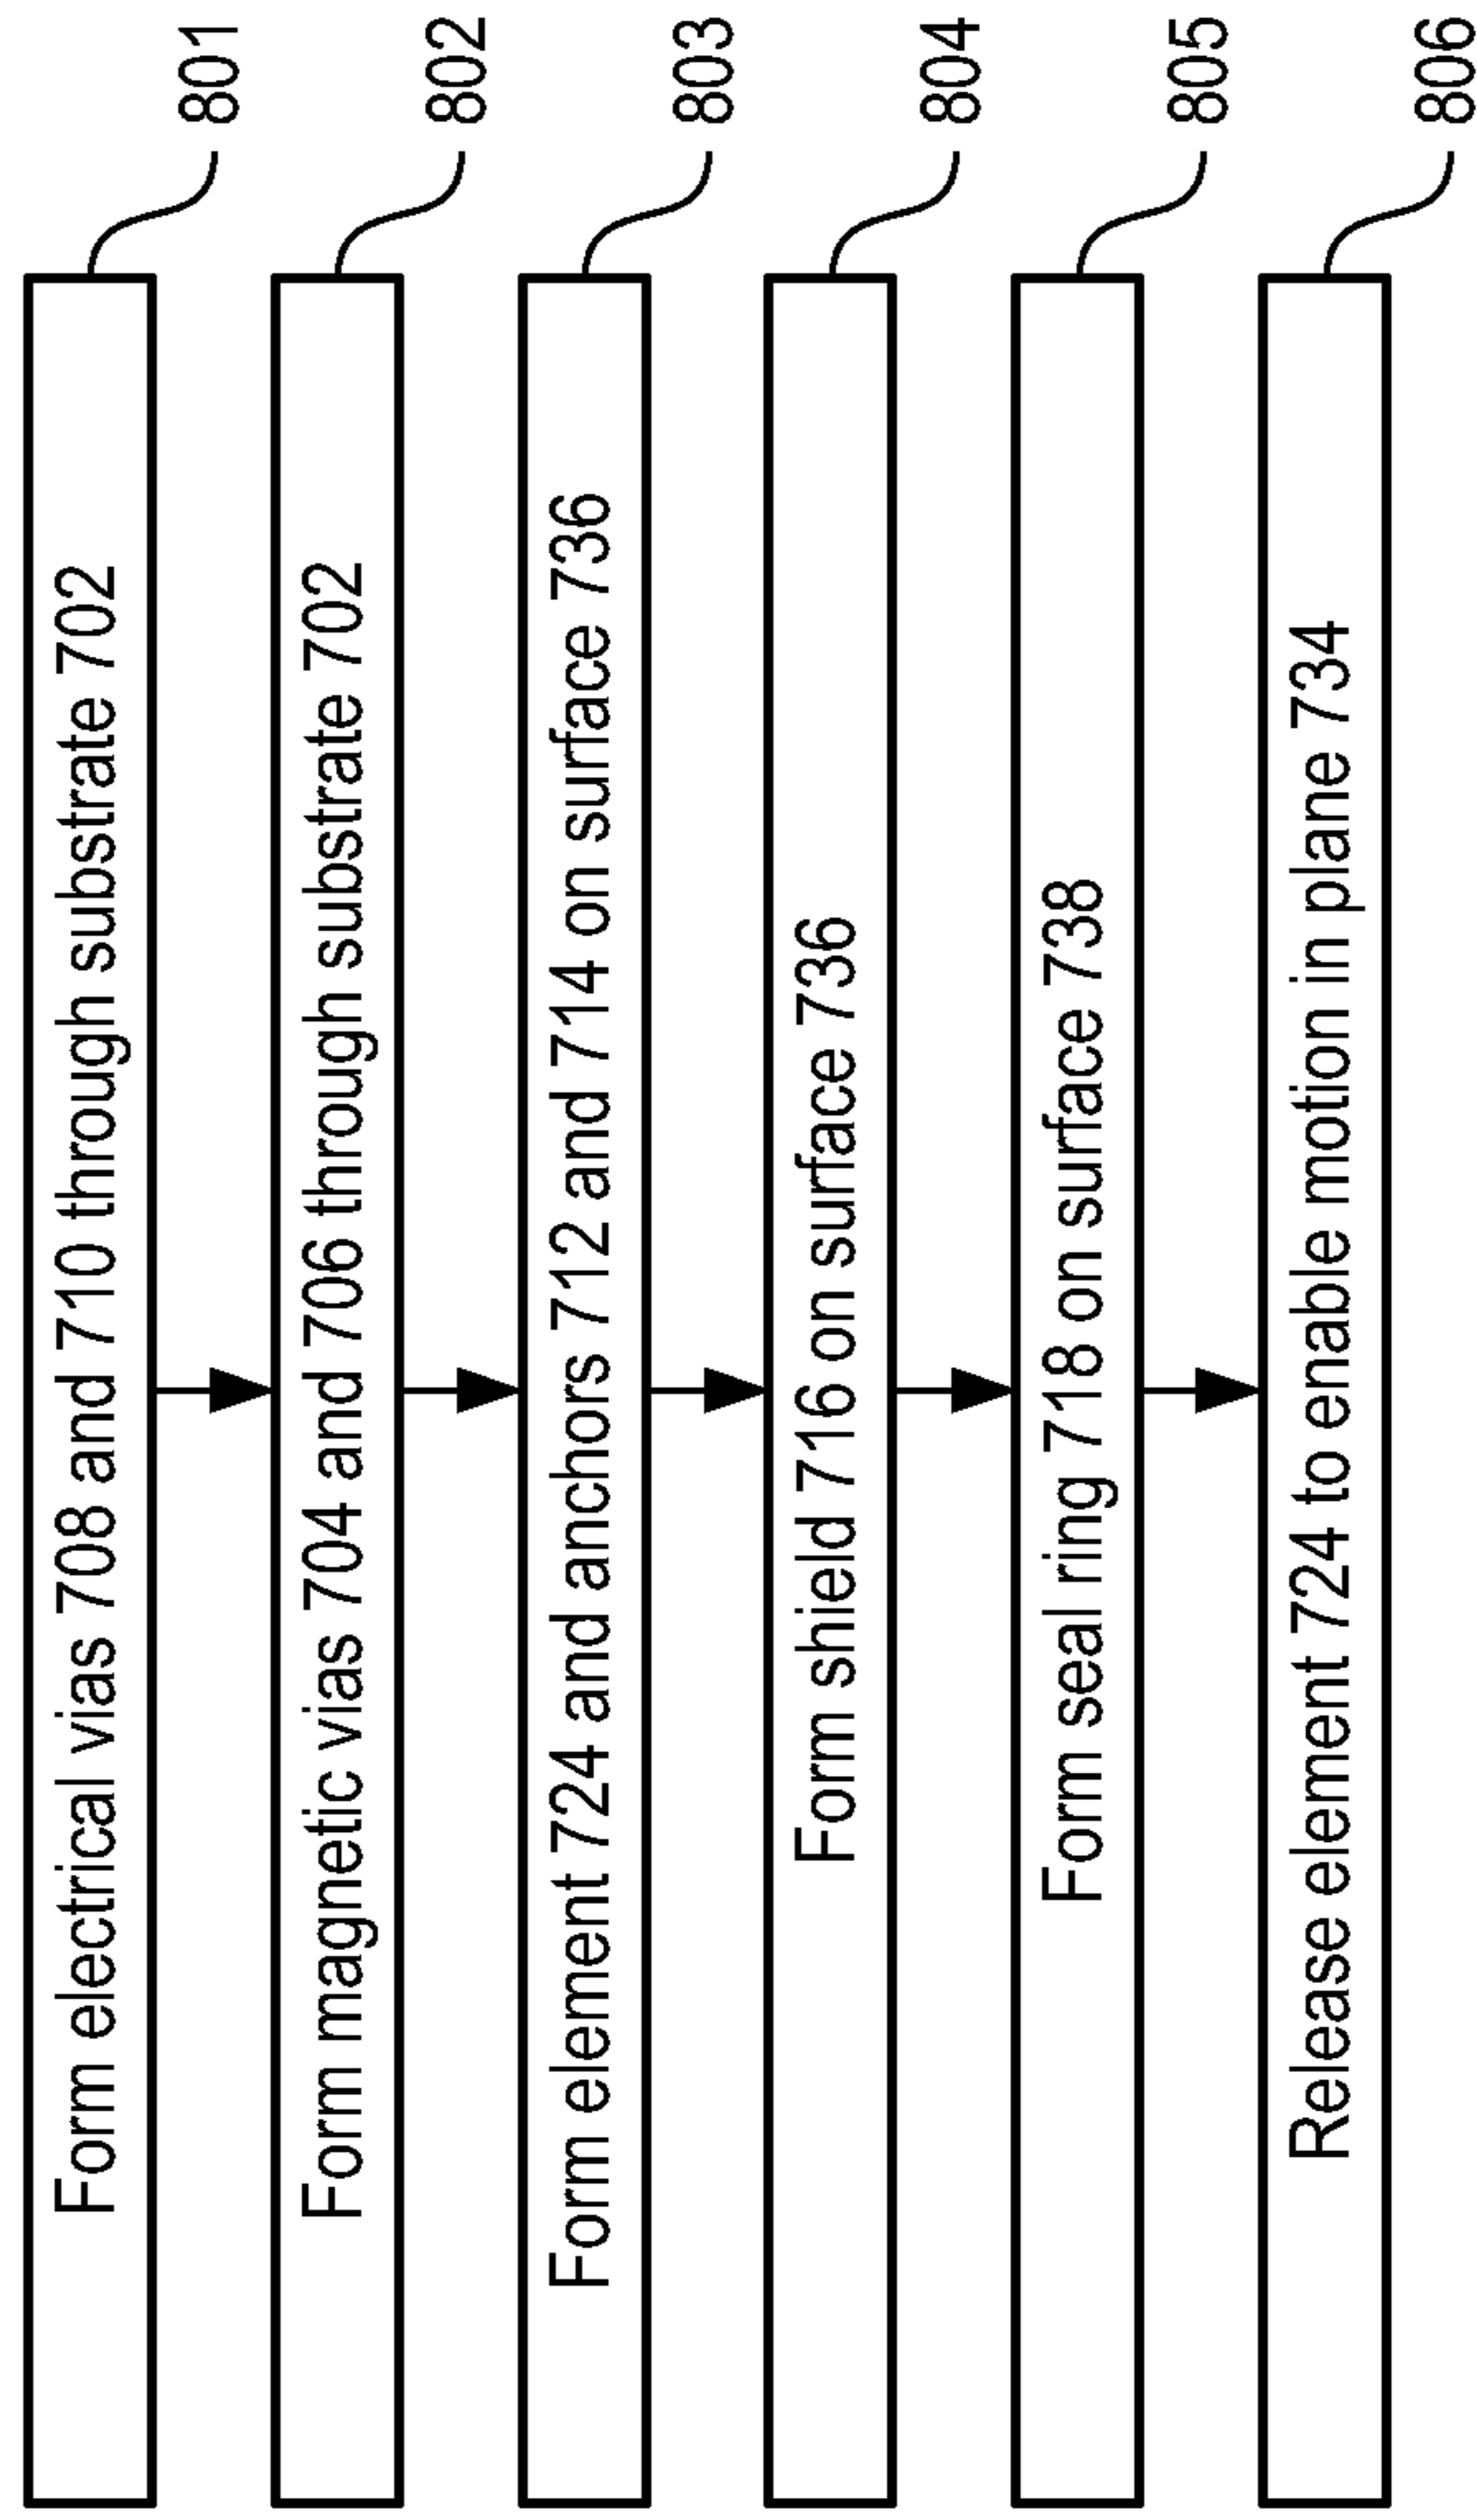 Form electrical vias 708 and 710 through substrate 702
801
Form magnetic vias 704 and 706 through substrate 702
802
Form element 724 and anchors 712 and 714 on surface 736
803
Form shield 716 on surface 736
804
Form seal ring 718 on surface 738
805
Release element 724 to enable motion in plane 734
806